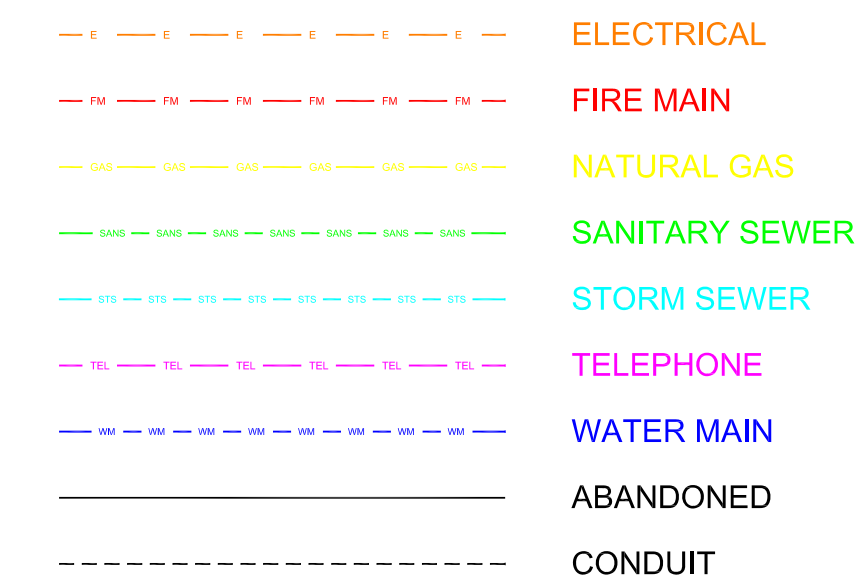 E E E E E E ELECTRICAL
FM FM FM FM FM FM FIRE MAIN
GAS GAS GAS GAS GAS GAS NATURAL GAS
SANS SANS SANS SANS SANS SANS SANS SANITARY SEWER
STS STS STS STS STS STS STS STS STORM SEWER
TEL TEL TEL TEL TEL TEL TELEPHONE
WM WM WM WM WM WM WM WM WATER MAIN
ABANDONED
CONDUIT